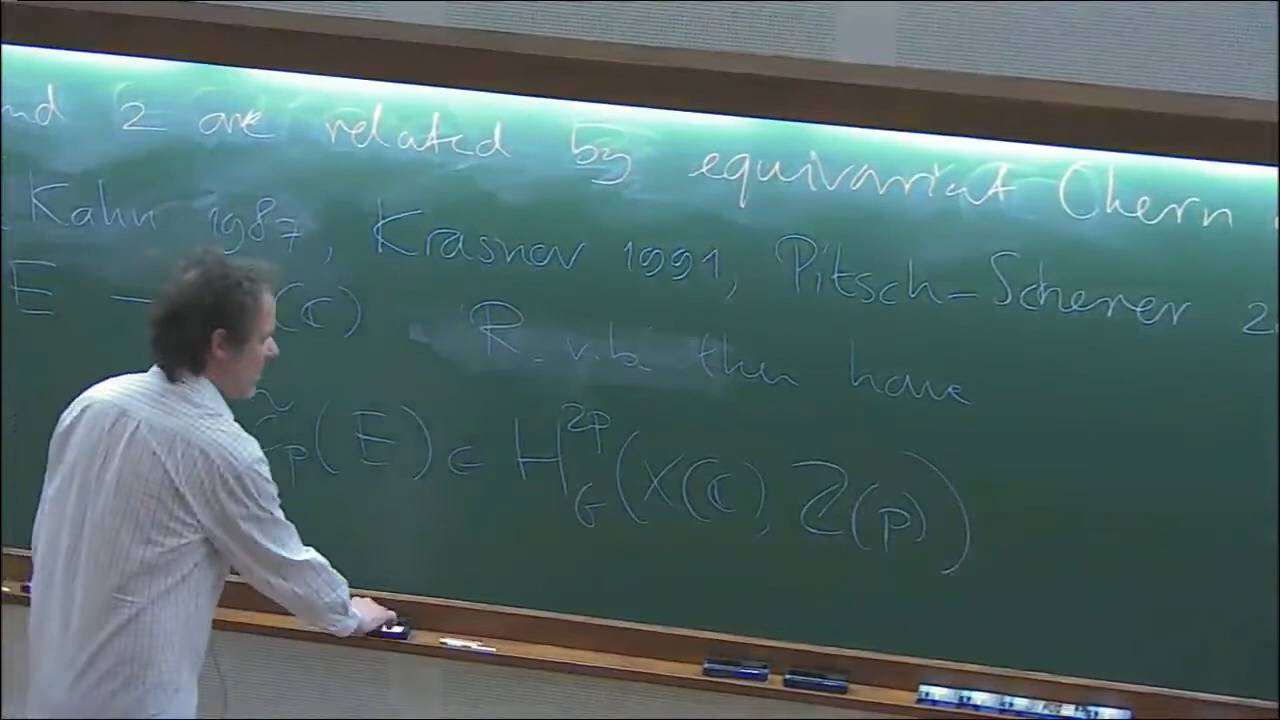 nd 2 are related by equivariant Chern
Kahn 1987, Krasnov 1991, Pitsch-Scherer 2
E — (ℂ) R. v.b. then have
p(E) ∈ H^{2p}_G(X(ℂ), Z(p))